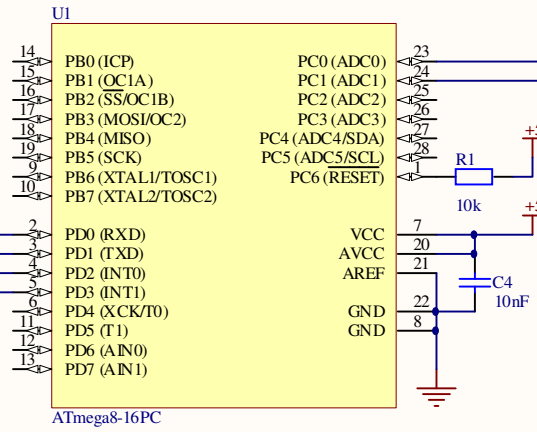 U1
14 PB0 (ICP) PC0 (ADC0) 23
15 PB1 (OC1A) PC1 (ADC1) 24
16 PB2 (SS/OC1B) PC2 (ADC2) 25
17 PB3 (MOSI/OC2) PC3 (ADC3) 26
18 PB4 (MISO) PC4 (ADC4/SDA) 27
19 PB5 (SCK) PC5 (ADC5/SCL) 28
9 PB6 (XTAL1/TOSC1) PC6 (RESET) 1
10 PB7 (XTAL2/TOSC2)
R1
10k
2 PD0 (RXD) VCC 7
3 PD1 (TXD) AVCC 20
4 PD2 (INT0) AREF 21
5 PD3 (INT1)
C4
10nF
6 PD4 (XCK/T0) GND 22
11 PD5 (T1) GND 8
12 PD6 (AIN0)
13 PD7 (AIN1)
ATmega8-16PC